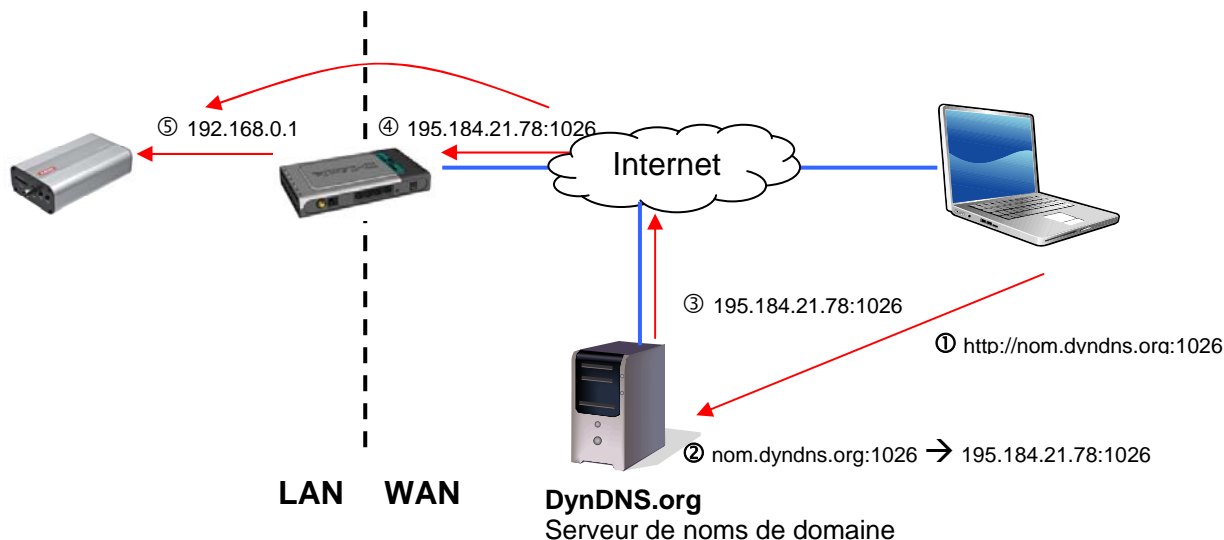 ⑤ 192.168.0.1
④ 195.184.21.78:1026
Internet
③ 195.184.21.78:1026
① http://nom.dyndns.org:1026
② nom.dyndns.org:1026 → 195.184.21.78:1026
LAN WAN
DynDNS.org
Serveur de noms de domaine